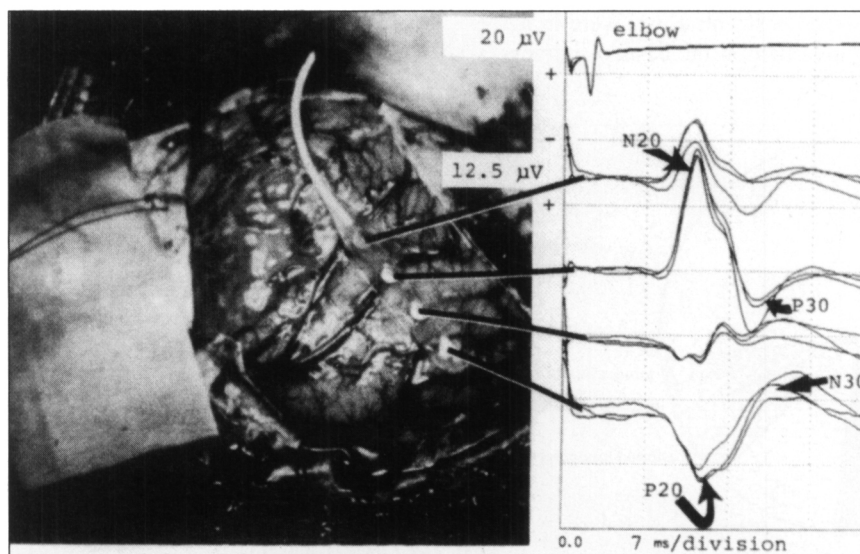 20 µV
elbow
+
-
N20
12.5 µV
+
P30
N30
P20
0.0
7 ms/division